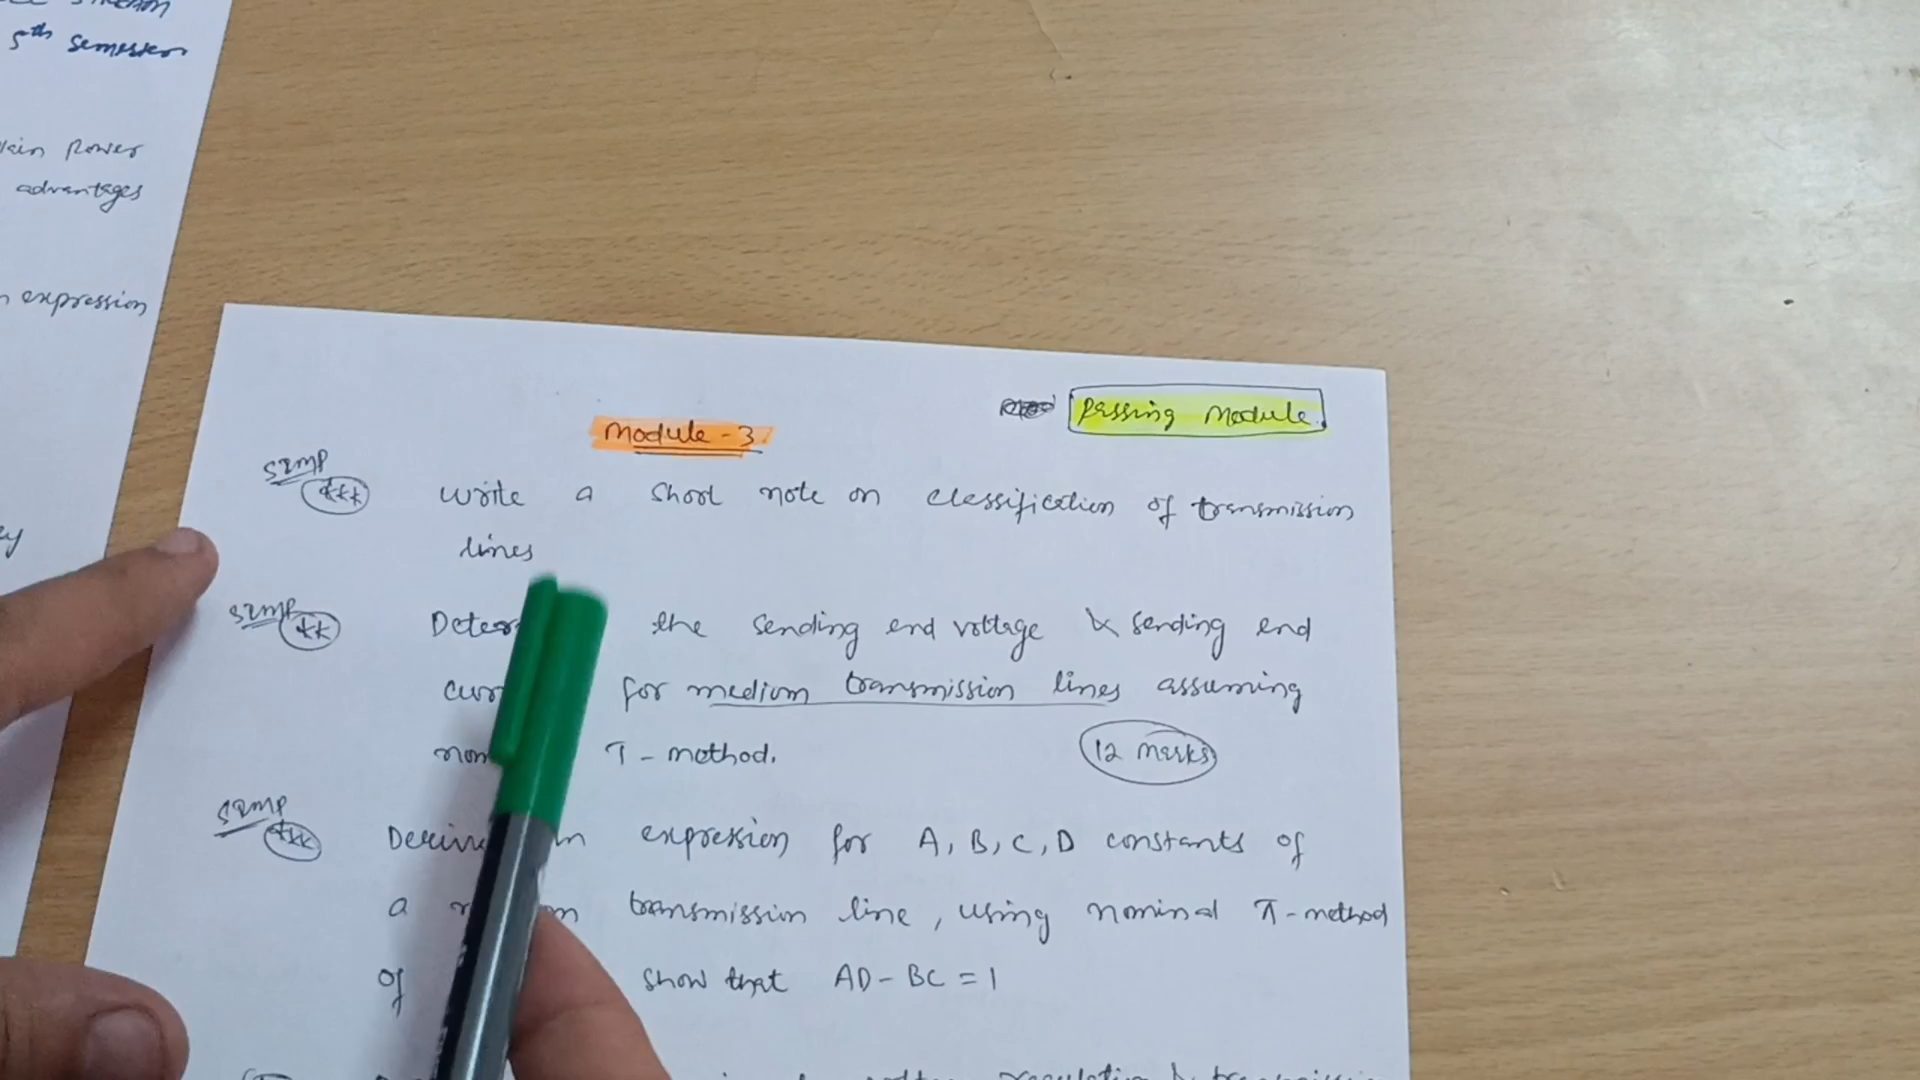 5th semester
power
advantages
expression
Passing Module.
Module-3
SIMP
write a short note on classification of transmission
lines
SIMP
the sending end voltage & sending end
for medium transmission lines assuming
T-method.
12 marks
SIMP
expression for A, B, C, D constants of
a transmission line, using nominal π-method
of show that AD-BC=1